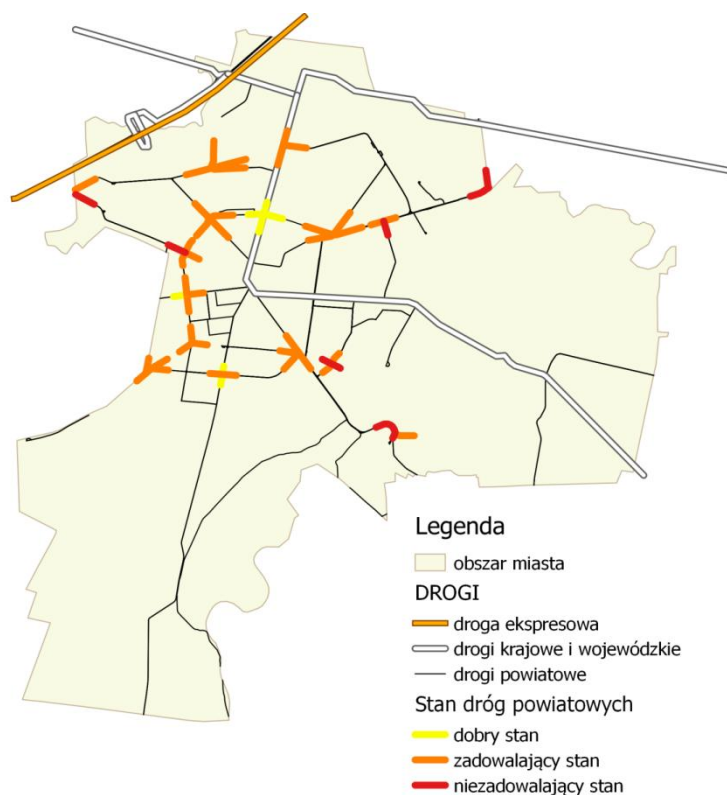 Legenda
obszar miasta
DROGI
droga ekspresowa
drogi krajowe i wojewódzkie
drogi powiatowe
Stan dróg powiatowych
dobry stan
zadowalający stan
niezadowalający stan